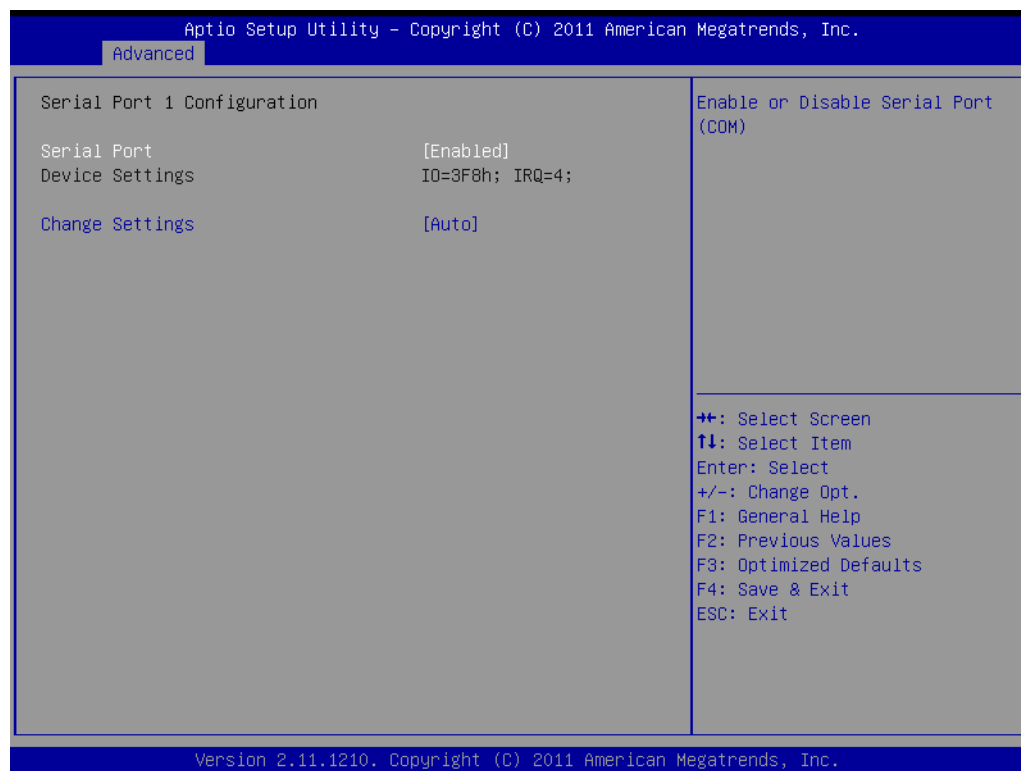 Aptio Setup Utility – Copyright (C) 2011 American Megatrends, Inc.
Advanced
Serial Port 1 Configuration
Serial Port [Enabled]
Device Settings IO=3F8h; IRQ=4;
Change Settings [Auto]
Enable or Disable Serial Port
(COM)
→←: Select Screen
↑↓: Select Item
Enter: Select
+/-: Change Opt.
F1: General Help
F2: Previous Values
F3: Optimized Defaults
F4: Save & Exit
ESC: Exit
Version 2.11.1210. Copyright (C) 2011 American Megatrends, Inc.